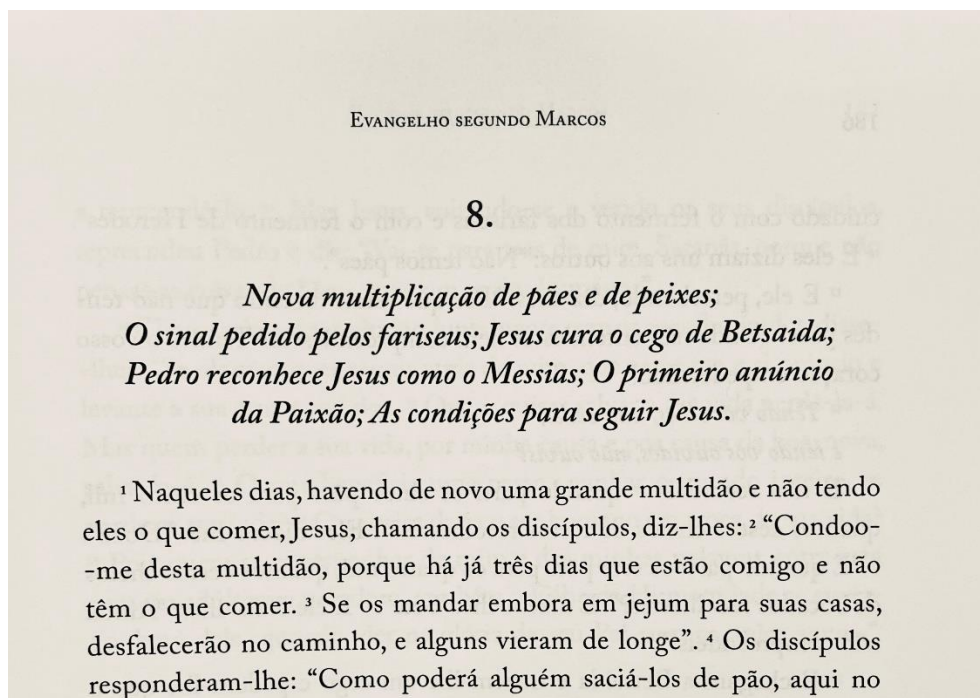 Evangelho segundo Marcos
186
8.
Nova multiplicação de pães e de peixes;
O sinal pedido pelos fariseus; Jesus cura o cego de Betsaida;
Pedro reconhece Jesus como o Messias; O primeiro anúncio
da Paixão; As condições para seguir Jesus.
¹ Naqueles dias, havendo de novo uma grande multidão e não tendo
eles o que comer, Jesus, chamando os discípulos, diz-lhes: ² “Condoo-
-me desta multidão, porque há já três dias que estão comigo e não
têm o que comer. ³ Se os mandar embora em jejum para suas casas,
desfalecerão no caminho, e alguns vieram de longe”. ⁴ Os discípulos
responderam-lhe: “Como poderá alguém saciá-los de pão, aqui no